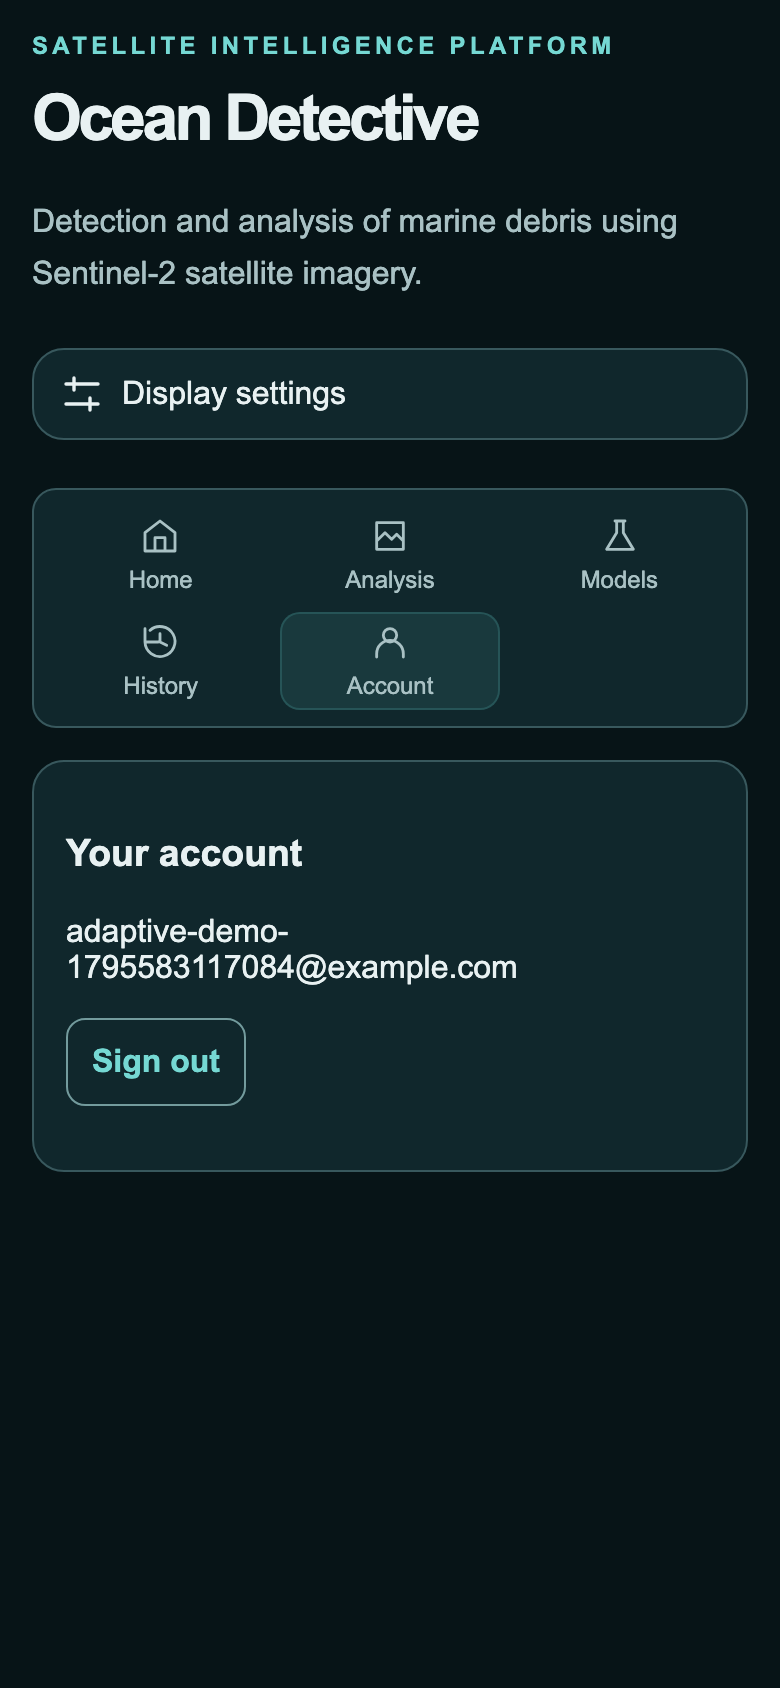 SATELLITE INTELLIGENCE PLATFORM
Ocean Detective
Detection and analysis of marine debris using
Sentinel-2 satellite imagery.
Display settings
Home
Analysis
Models
History
Account
Your account
adaptive-demo-
1795583117084@example.com
Sign out